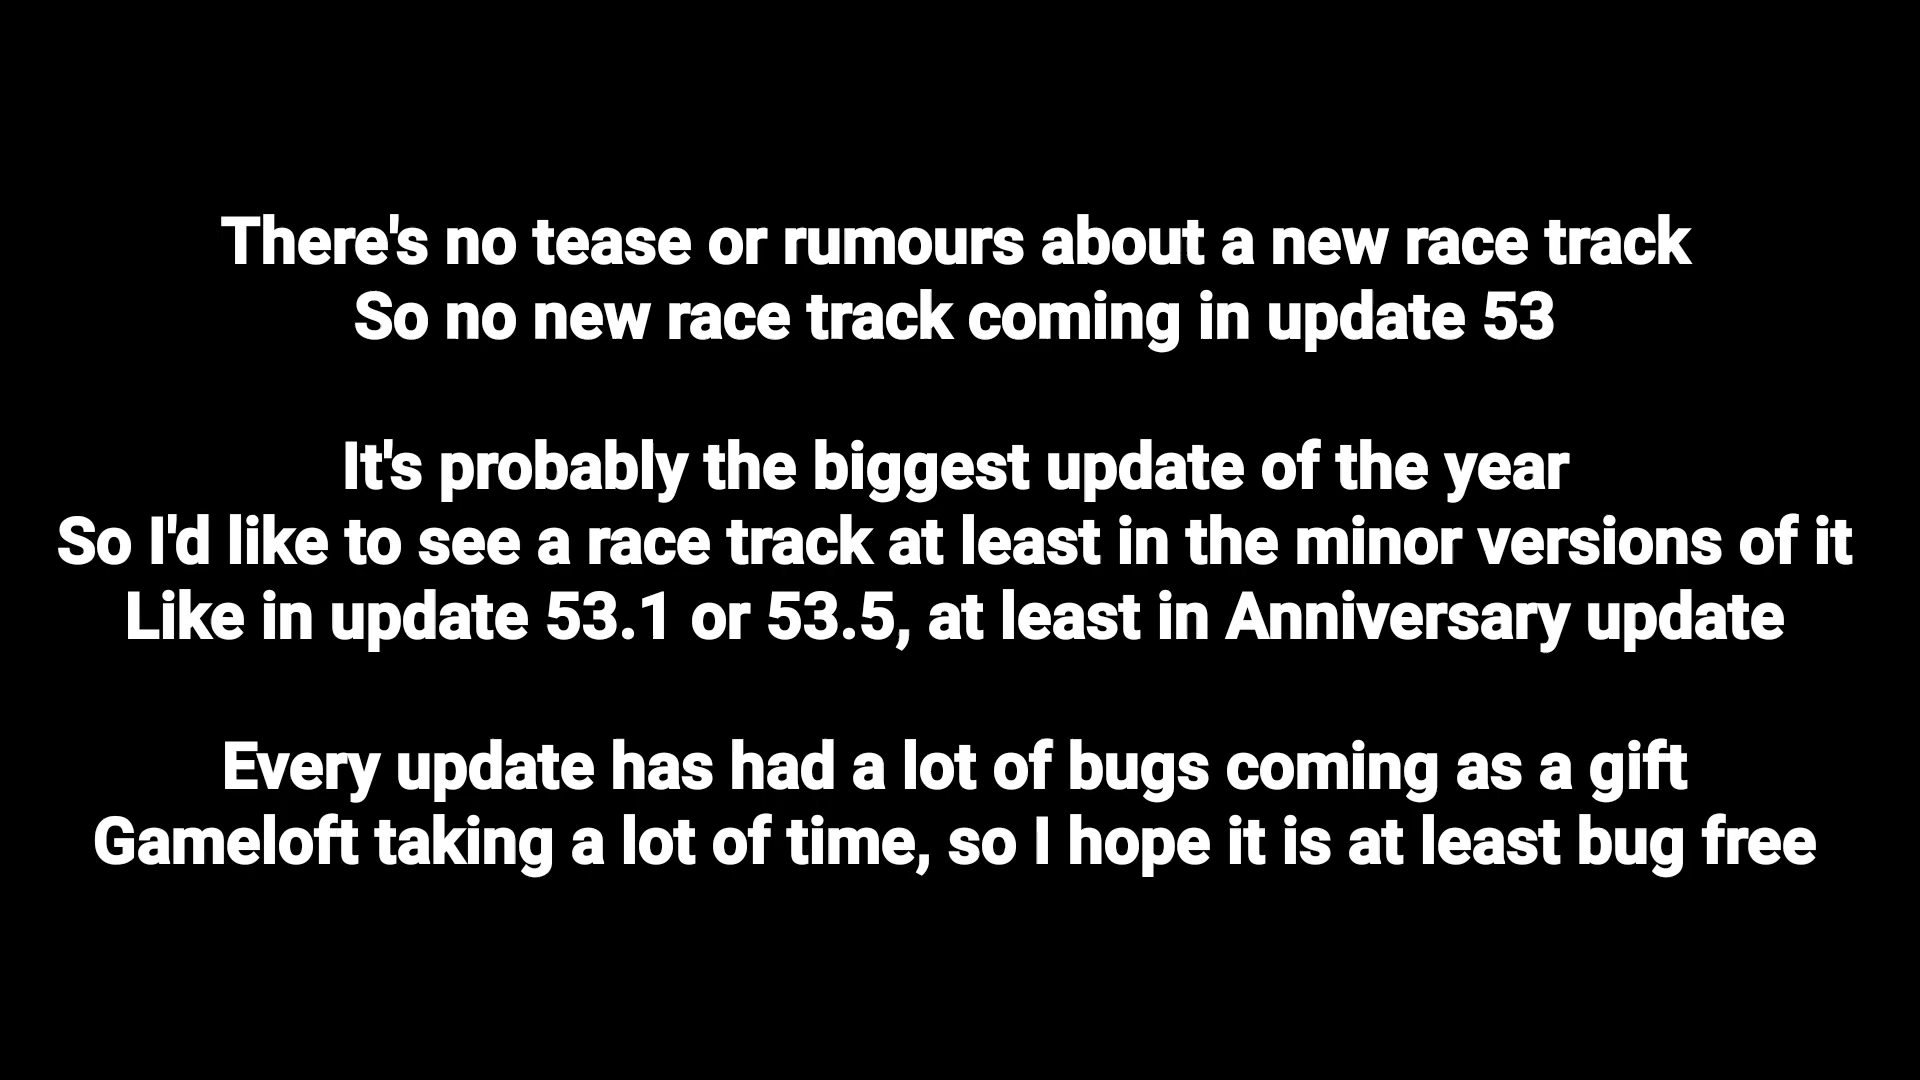 There's no tease or rumours about a new race track
So no new race track coming in update 53
It's probably the biggest update of the year
So I'd like to see a race track at least in the minor versions of it
Like in update 53.1 or 53.5, at least in Anniversary update
Every update has had a lot of bugs coming as a gift
Gameloft taking a lot of time, so I hope it is at least bug free